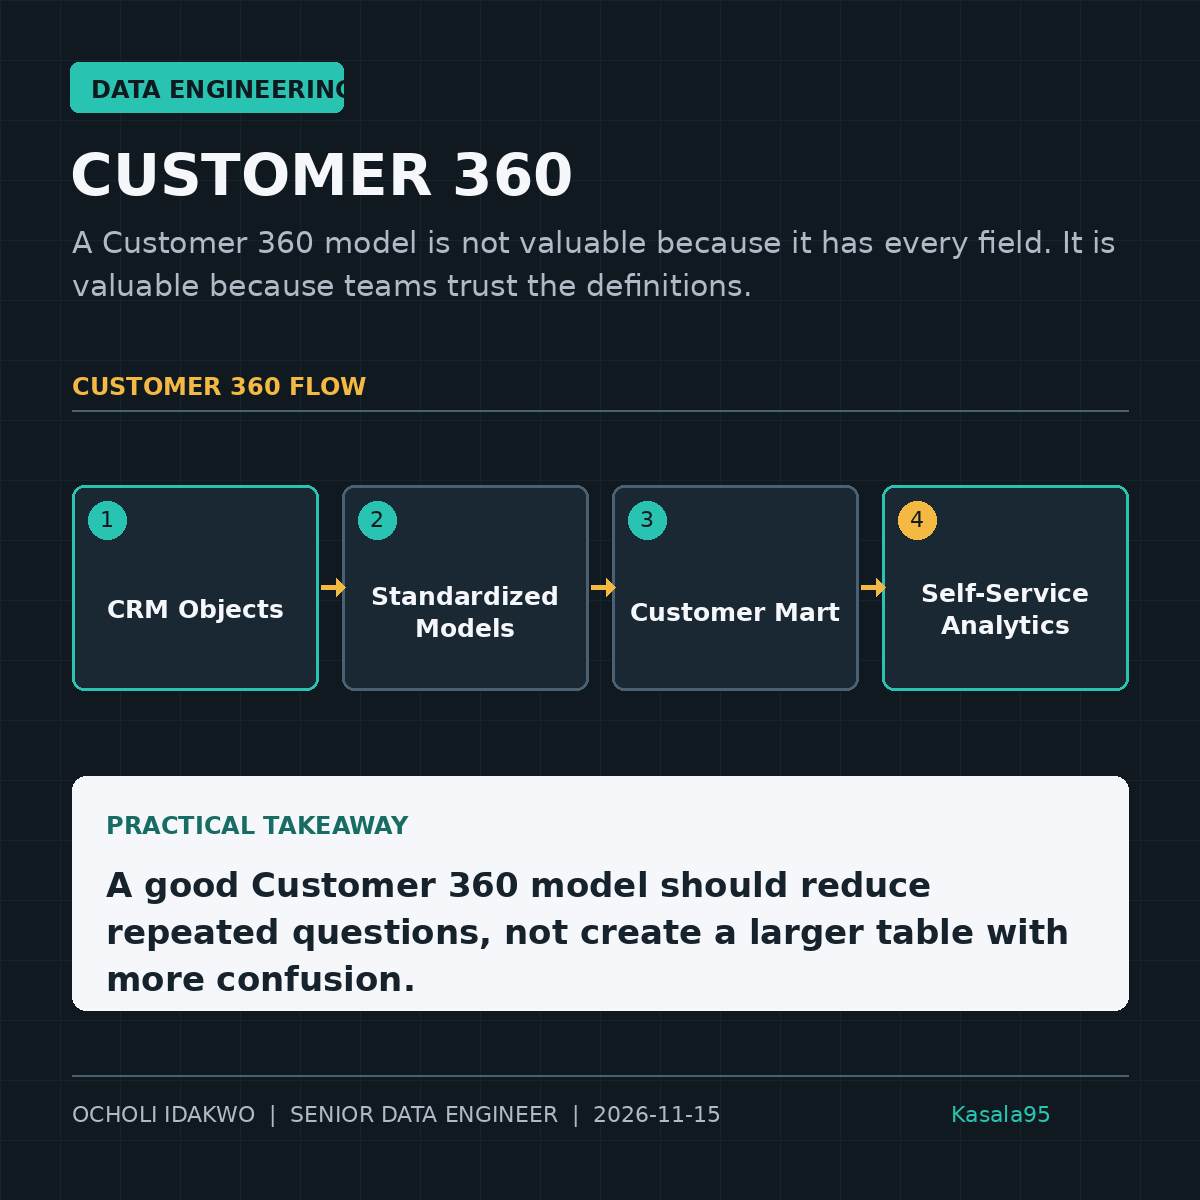 DATA ENGINEERING
CUSTOMER 360
A Customer 360 model is not valuable because it has every field. It is
valuable because teams trust the definitions.
CUSTOMER 360 FLOW
1
CRM Objects
2
Standardized
Models
3
Customer Mart
4
Self-Service
Analytics
PRACTICAL TAKEAWAY
A good Customer 360 model should reduce
repeated questions, not create a larger table with
more confusion.
OCHOLI IDAKWO | SENIOR DATA ENGINEER | 2026-11-15
Kasala95